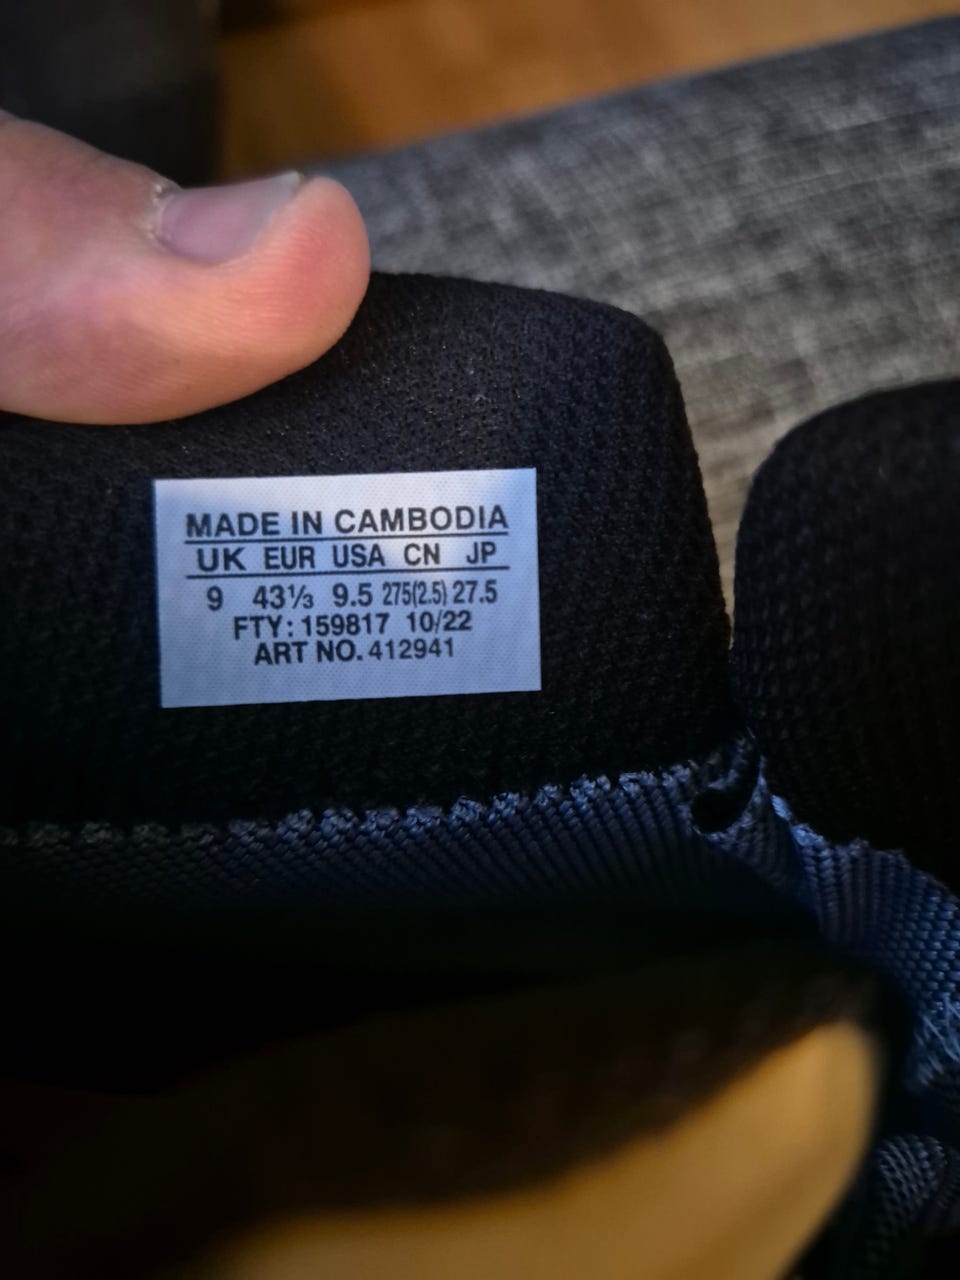 MADE IN CAMBODIA
UK EUR USA CN JP
9 43⅓ 9.5 275(2.5) 27.5
FTY: 159817 10/22
ART NO. 412941